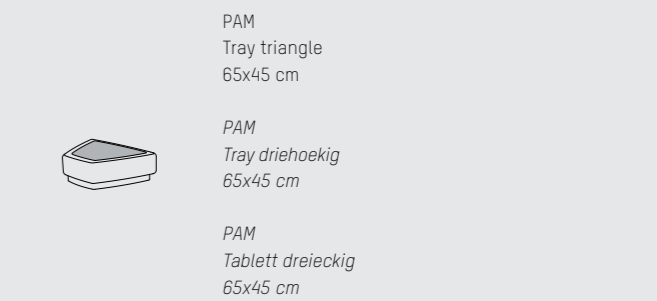 PAM
Tray triangle
65x45 cm
PAM
Tray driehoekig
65x45 cm
PAM
Tablett dreieckig
65x45 cm